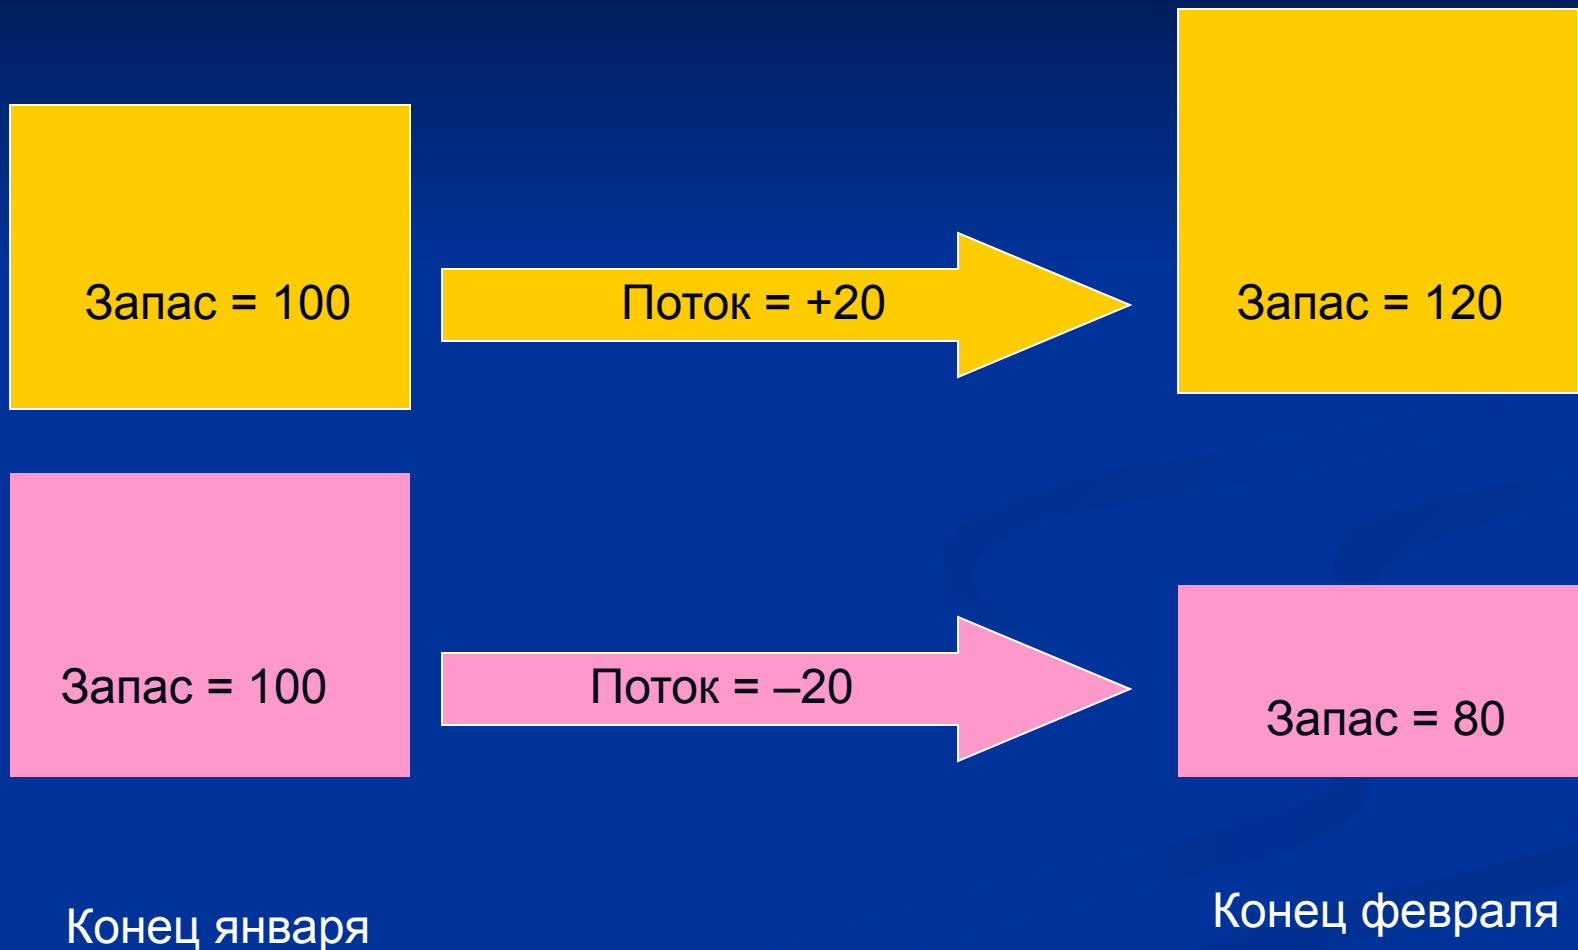 Запас = 100
Поток = +20
Запас = 120
Запас = 100
Поток = –20
Запас = 80
Конец января
Конец февраля